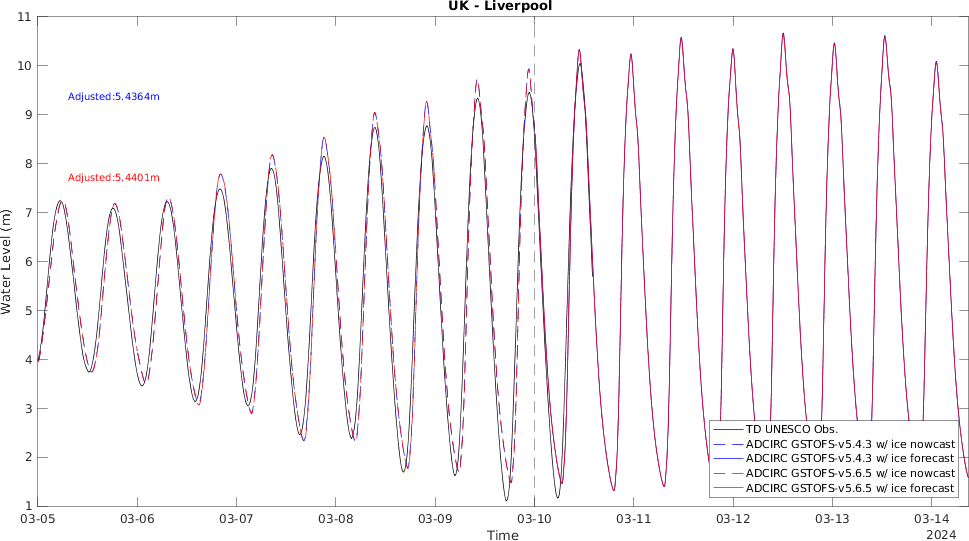 UK - Liverpool
11
10
9
8
7
6
5
4
3
2
1
Water Level (m)
Adjusted:5.4364m
Adjusted:5.4401m
TD UNESCO Obs.
ADCIRC GSTOFS-v5.4.3 w/ ice nowcast
ADCIRC GSTOFS-v5.4.3 w/ ice forecast
ADCIRC GSTOFS-v5.6.5 w/ ice nowcast
ADCIRC GSTOFS-v5.6.5 w/ ice forecast
03-05 03-06 03-07 03-08 03-09 03-10 03-11 03-12 03-13 03-14
Time
2024